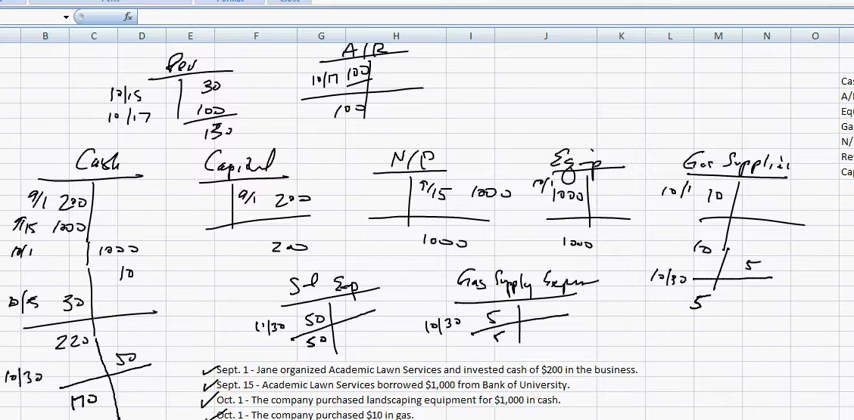 B C D E F G H I J K L M N O
Rev
30
10/15
100
10/17
130
A/R
10/17 100
100
Cas
A/
Equ
Ga
N/
Re
Cap
Cash
9/1 200
9/15 1000
10/1 1000
10
10/15 30
220
50
10/30
170
Capital
9/1 200
200
N/P
9/15 1000
1000
Equip
10/1 1000
1000
Gas Supplies
10/1 10
10
5
10/30
5
Sal Exp
11/30 50
50
Gas Supply Expense
10/30 5
5
Sept. 1 - Jane organized Academic Lawn Services and invested cash of $200 in the business.
Sept. 15 - Academic Lawn Services borrowed $1,000 from Bank of University.
Oct. 1 - The company purchased landscaping equipment for $1,000 in cash.
Oct. 1 - The company purchased $10 in gas.